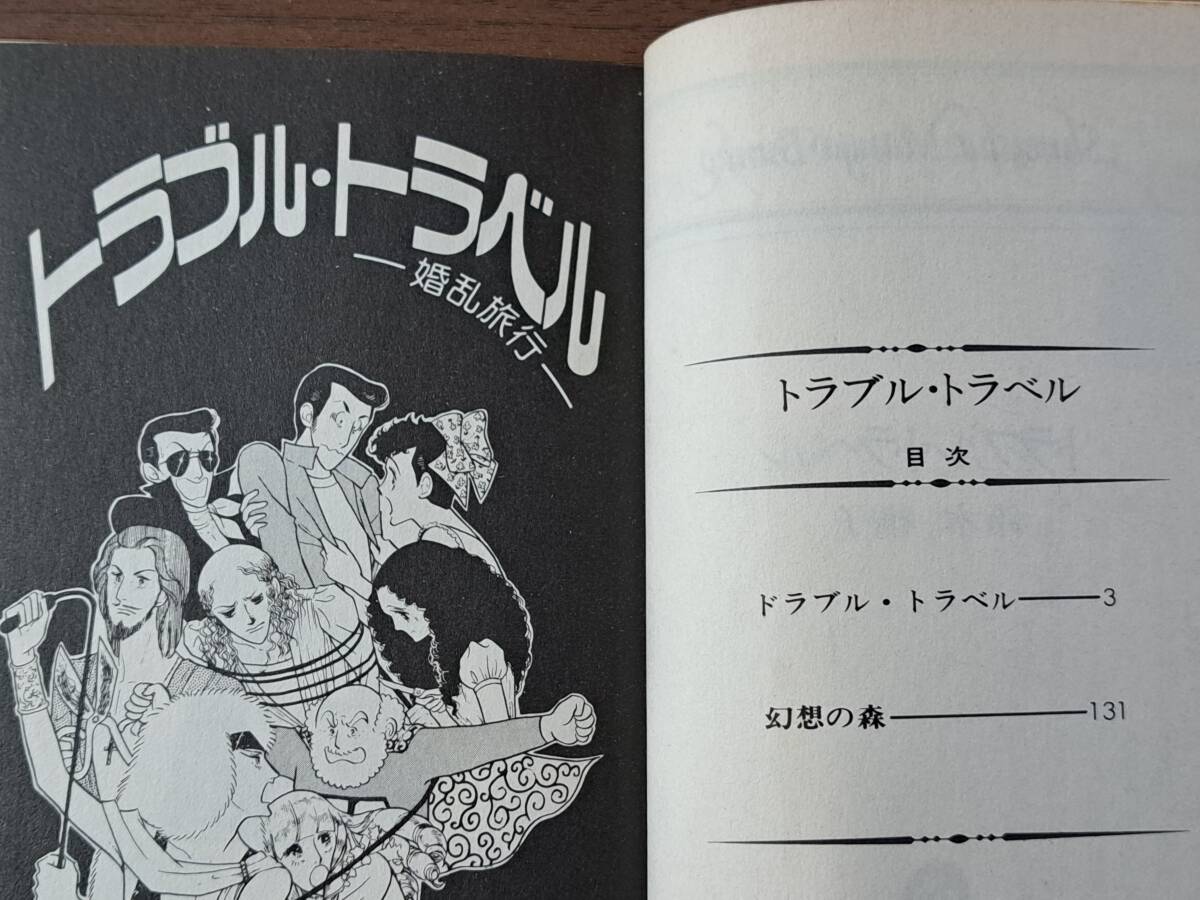 トラブル・トラベル
―婚乱旅行―
トラブル・トラベル
目次
ドラブル・トラベル―――3
幻想の森―――――――131